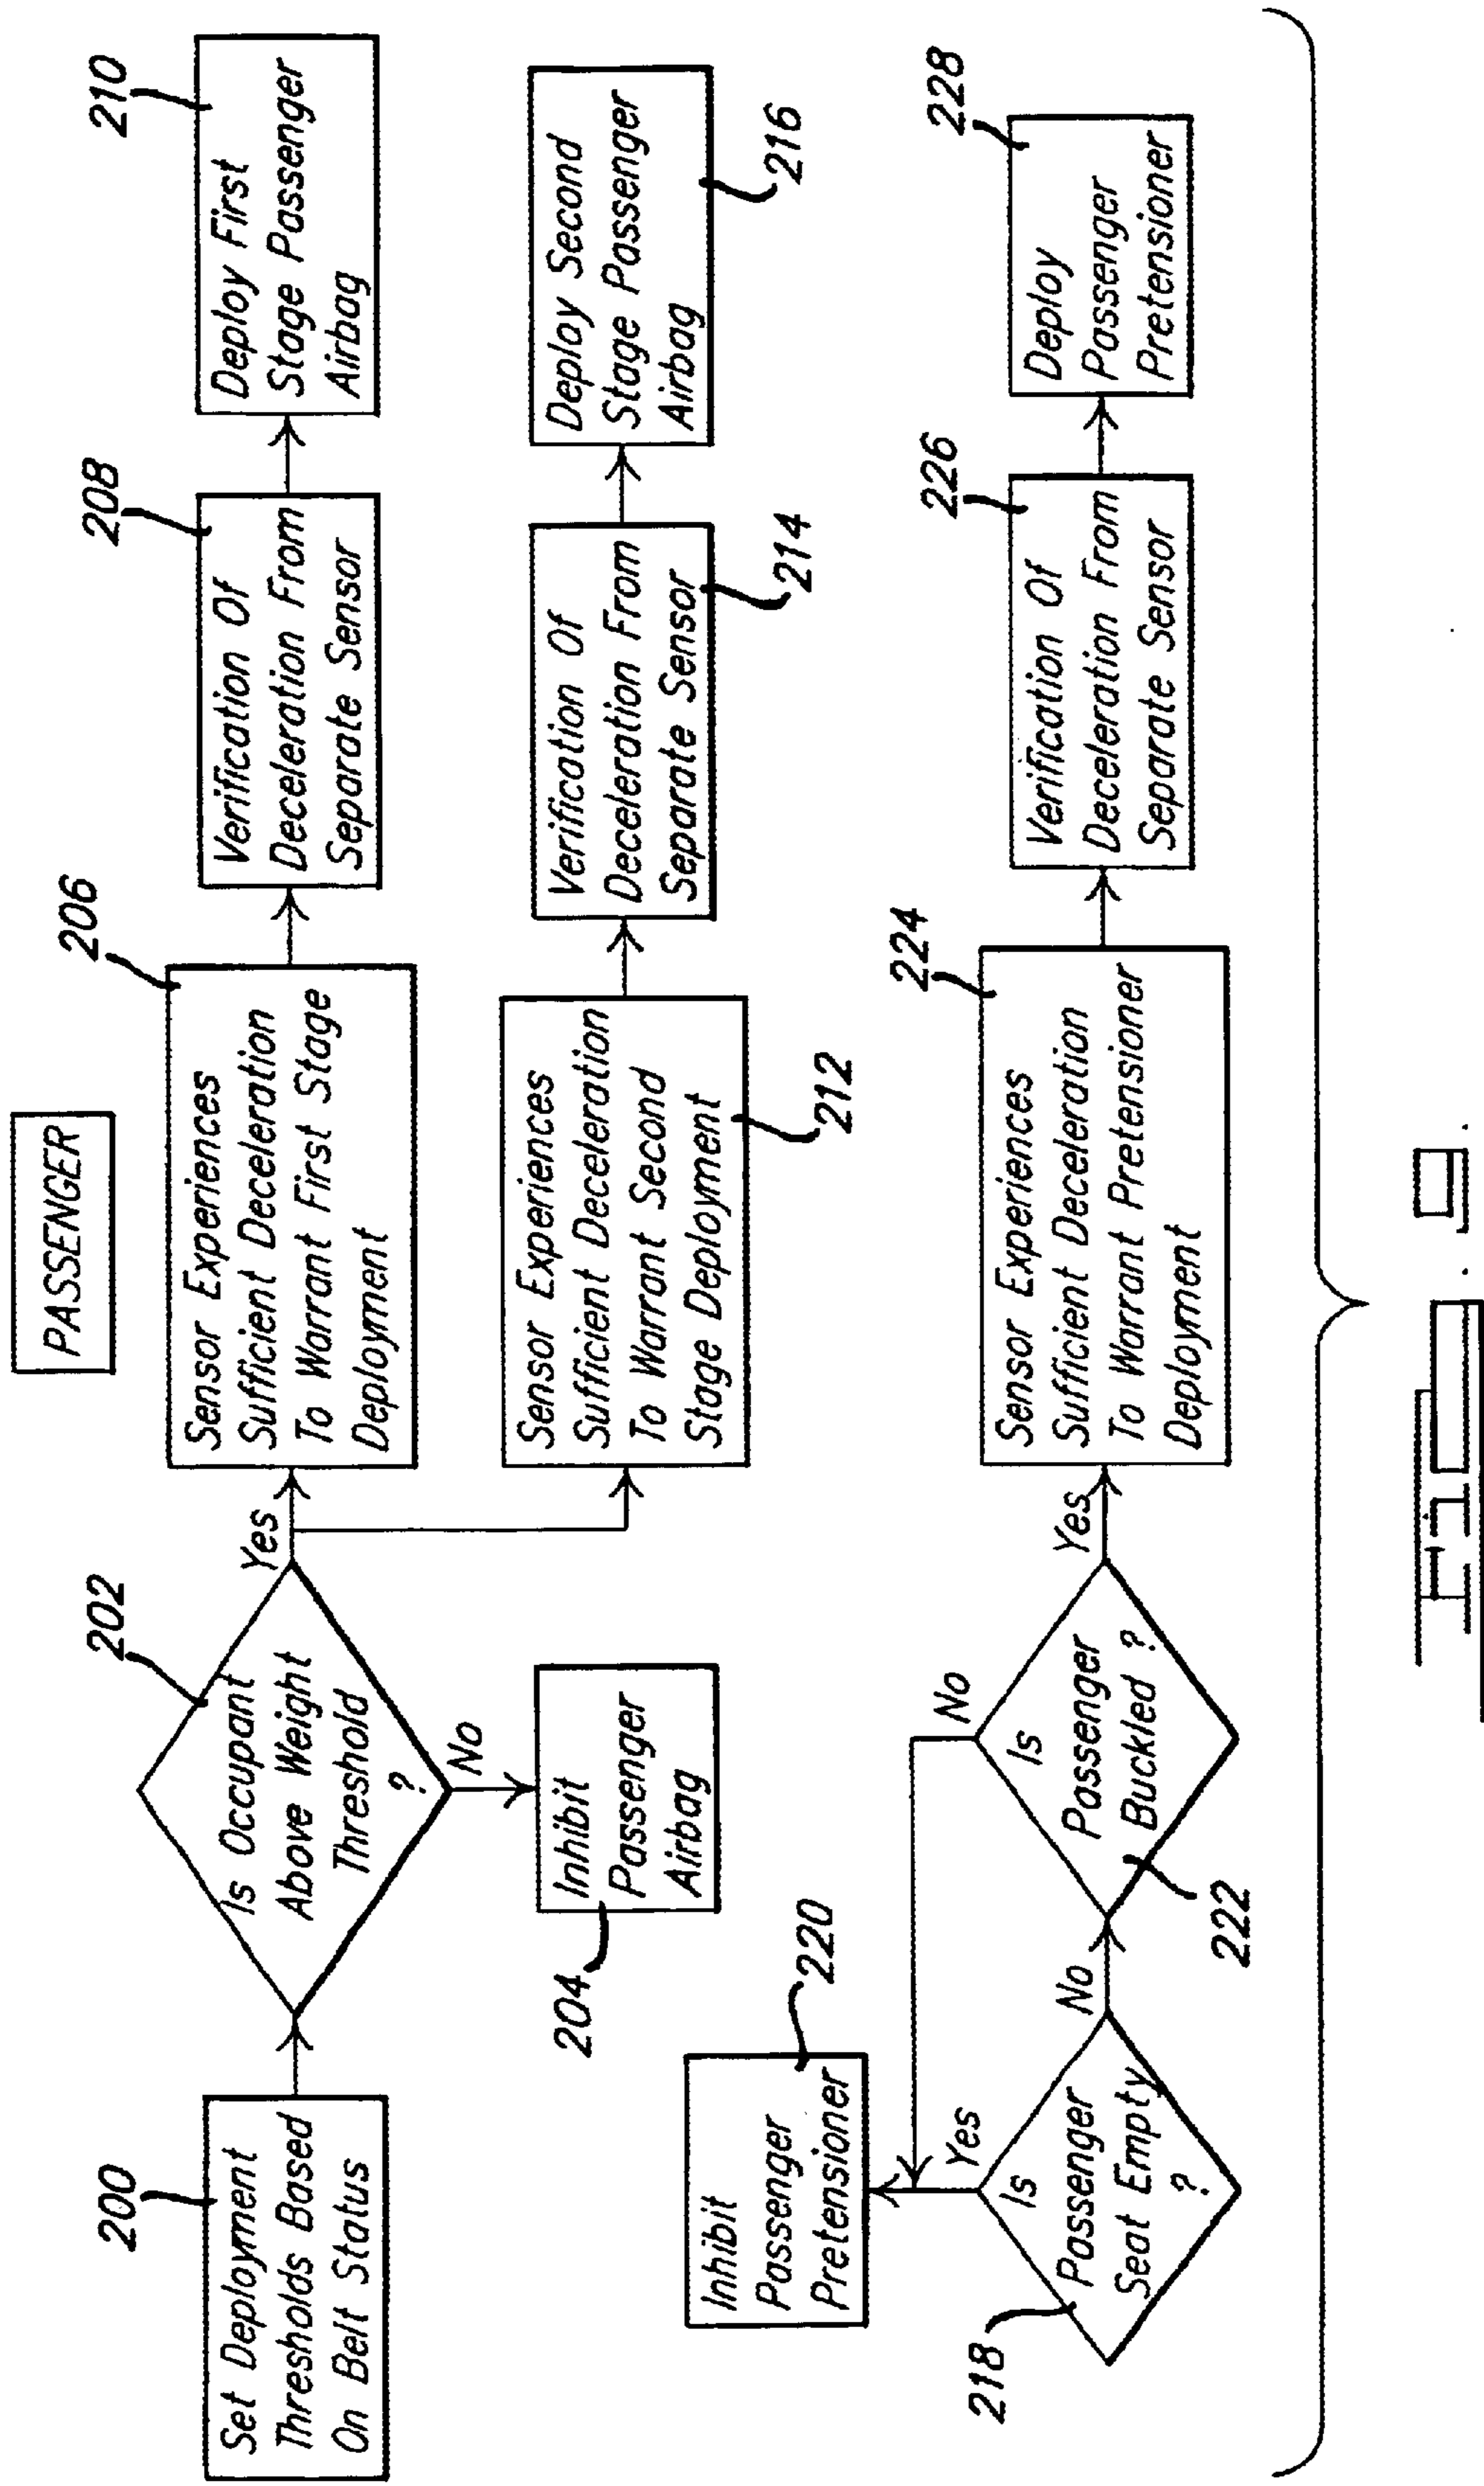 PASSENGER
200
Set Deployment
Thresholds Based
On Belt Status
202
Is Occupant
Above Weight
Threshold
?
Yes
No
204
Inhibit
Passenger
Airbag
206
Sensor Experiences
Sufficient Deceleration
To Warrant First Stage
Deployment
208
Verification Of
Deceleration From
Separate Sensor
210
Deploy First
Stage Passenger
Airbag
Sensor Experiences
Sufficient Deceleration
To Warrant Second
Stage Deployment
212
Verification Of
Deceleration From
Separate Sensor
214
Deploy Second
Stage Passenger
Airbag
216
Inhibit
Passenger
Pretensioner
220
218
Is
Passenger
Seat Empty
?
Yes
No
Is
Passenger
Buckled ?
222
No
Yes
224
Sensor Experiences
Sufficient Deceleration
To Warrant Pretensioner
Deployment
226
Verification Of
Deceleration From
Separate Sensor
228
Deploy
Passenger
Pretensioner